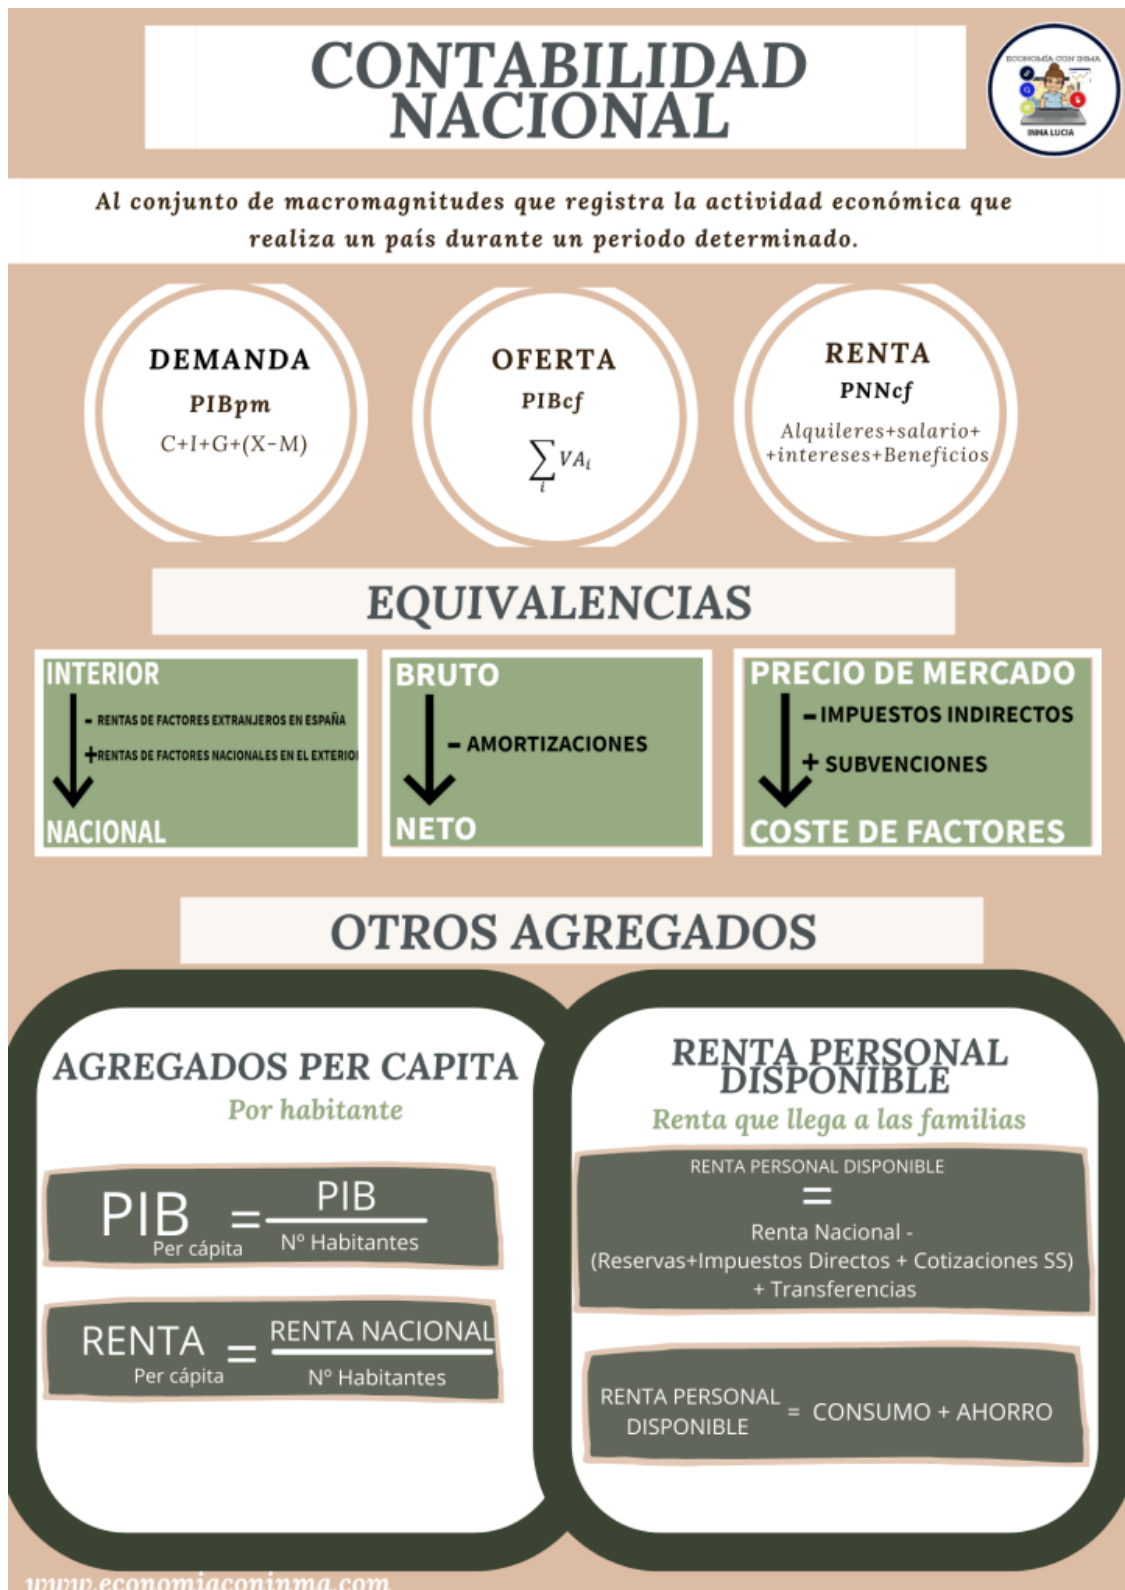 CONTABILIDAD
NACIONAL
ECONOMÍA CON INMA
INMA LUCIA
Al conjunto de macromagnitudes que registra la actividad económica que
realiza un país durante un periodo determinado.
DEMANDA
PIBpm
C+I+G+(X-M)
OFERTA
PIBcf
∑ VAi
i
RENTA
PNNcf
Alquileres+salario+
+intereses+Beneficios
EQUIVALENCIAS
INTERIOR
- RENTAS DE FACTORES EXTRANJEROS EN ESPAÑA
+RENTAS DE FACTORES NACIONALES EN EL EXTERIO
NACIONAL
BRUTO
- AMORTIZACIONES
NETO
PRECIO DE MERCADO
- IMPUESTOS INDIRECTOS
+ SUBVENCIONES
COSTE DE FACTORES
OTROS AGREGADOS
AGREGADOS PER CAPITA
Por habitante
PIB Per cápita = PIB
Nº Habitantes
RENTA Per cápita = RENTA NACIONAL
Nº Habitantes
RENTA PERSONAL
DISPONIBLE
Renta que llega a las familias
RENTA PERSONAL DISPONIBLE
=
Renta Nacional -
(Reservas+Impuestos Directos + Cotizaciones SS)
+ Transferencias
RENTA PERSONAL
DISPONIBLE = CONSUMO + AHORRO
www.economiaconinma.com